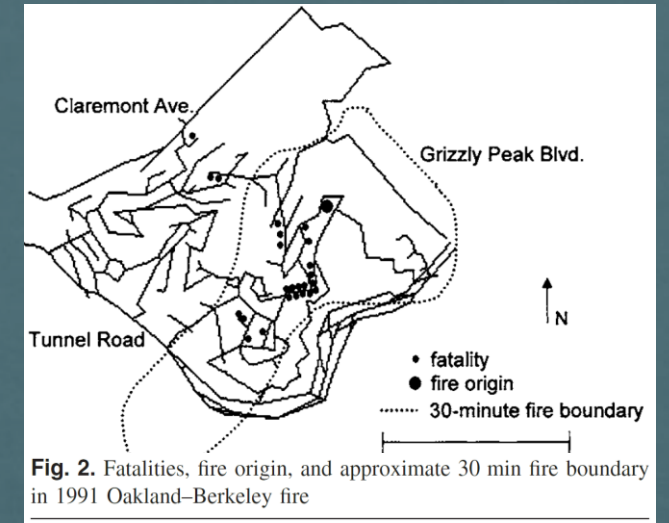 Claremont Ave.
Grizzly Peak Blvd.
N
Tunnel Road
fatality
fire origin
30-minute fire boundary
Fig. 2. Fatalities, fire origin, and approximate 30 min fire boundary
in 1991 Oakland–Berkeley fire